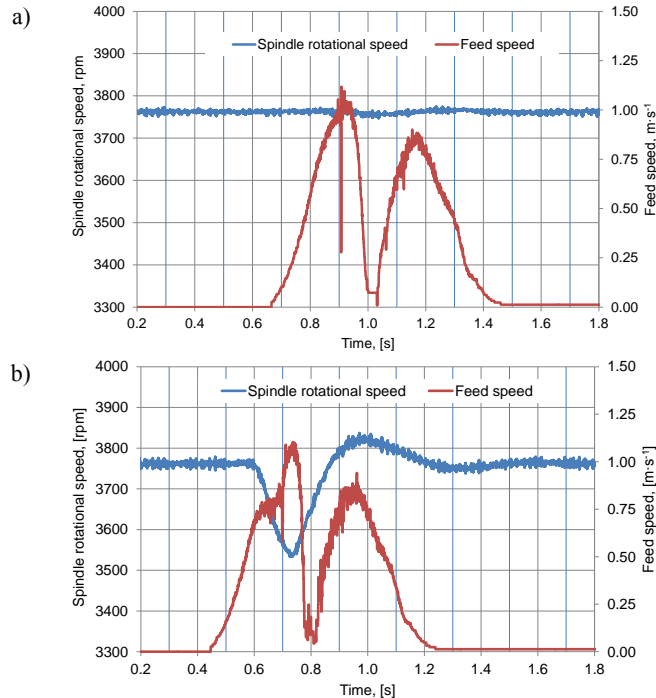 a)
4000
3900
3800
3700
3600
3500
3400
3300
Spindle rotational speed, rpm
Spindle rotational speed
Feed speed
1.50
1.25
1.00
0.75
0.50
0.25
0.00
Feed speed, m·s⁻¹
0.2 0.4 0.6 0.8 1.0 1.2 1.4 1.6 1.8
Time, [s]
b)
4000
3900
3800
3700
3600
3500
3400
3300
Spindle rotational speed, [rpm]
Spindle rotational speed
Feed speed
1.50
1.25
1.00
0.75
0.50
0.25
0.00
Feed speed, [m·s⁻¹]
0.2 0.4 0.6 0.8 1.0 1.2 1.4 1.6 1.8
Time, [s]